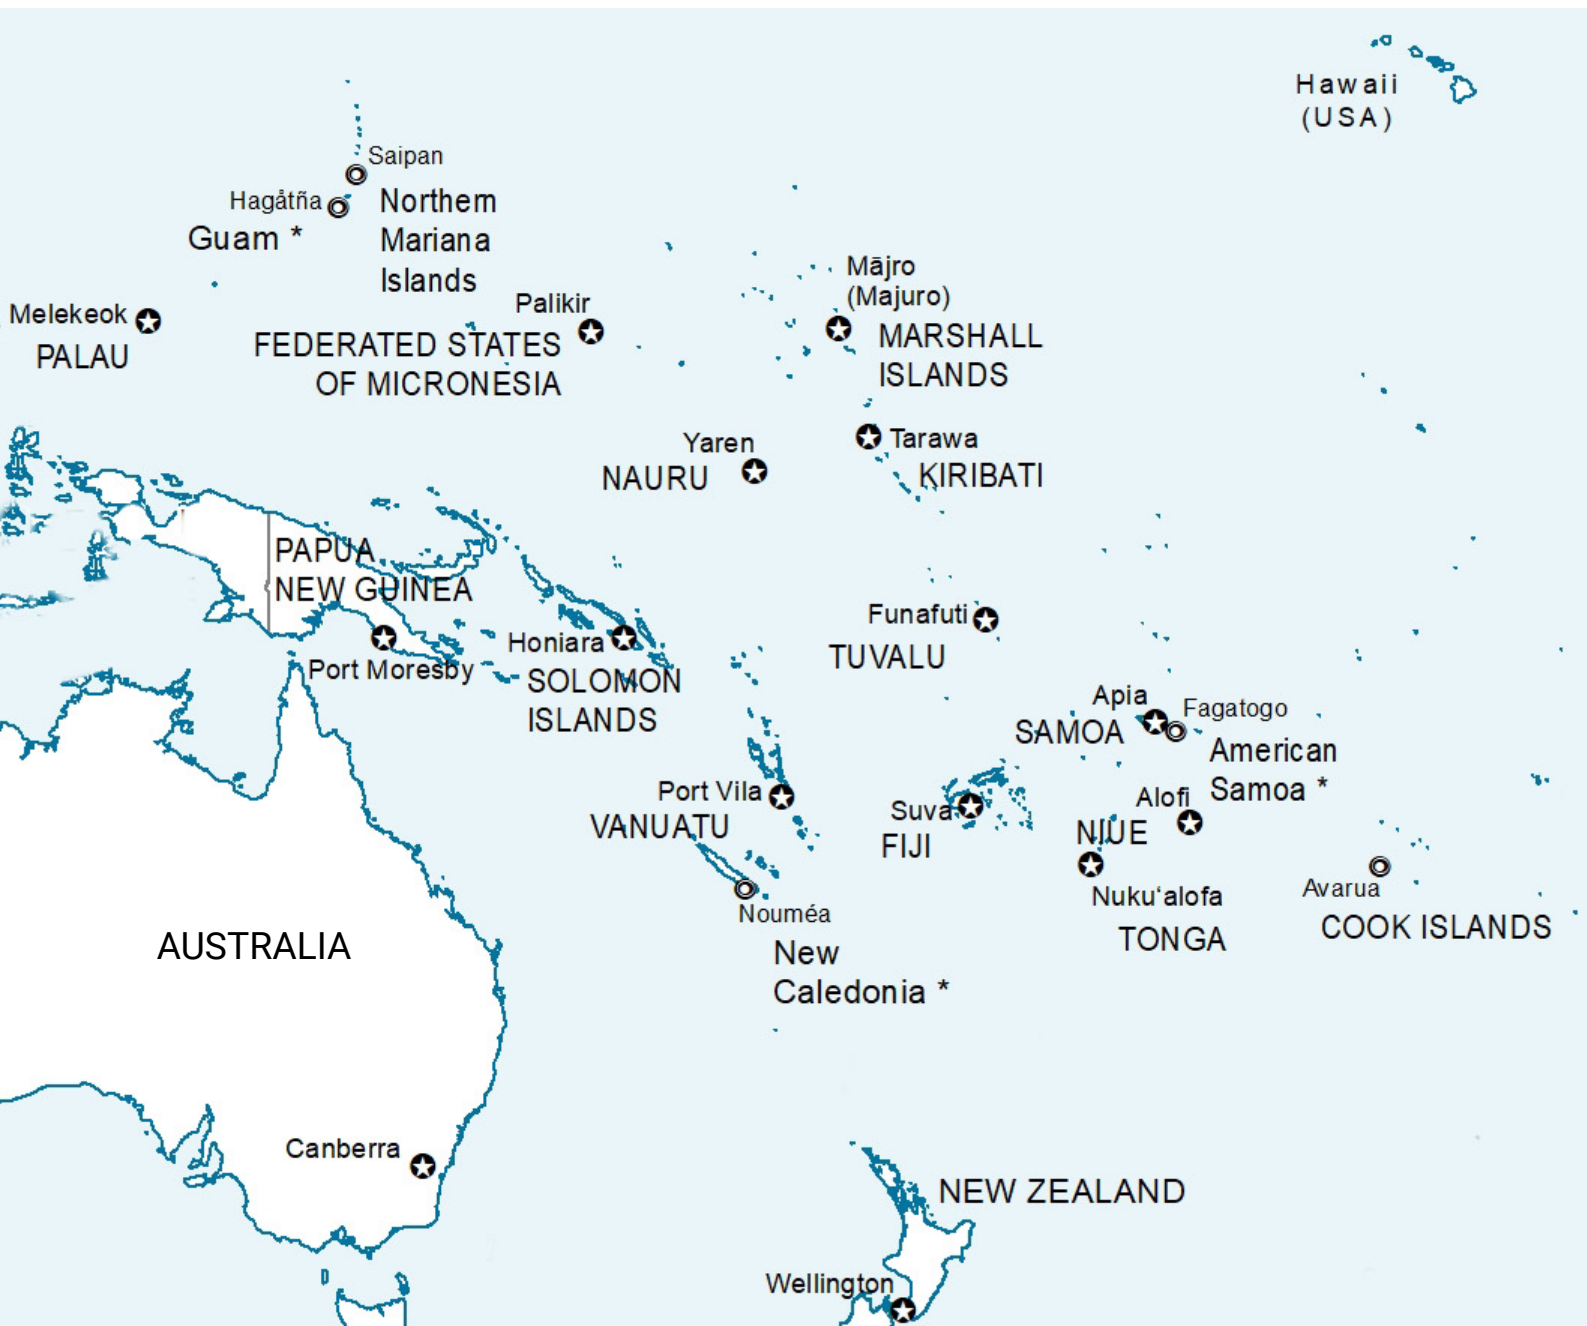 Hawaii
(USA)
Saipan
Hagåtña
Northern
Mariana
Islands
Guam *
Mājro
(Majuro)
Palikir
Melekeok
PALAU
FEDERATED STATES
OF MICRONESIA
MARSHALL
ISLANDS
Yaren
NAURU
Tarawa
KIRIBATI
PAPUA
NEW GUINEA
Port Moresby
Honiara
SOLOMON
ISLANDS
Funafuti
TUVALU
Apia
SAMOA
Fagatogo
American
Samoa *
Port Vila
VANUATU
Suva
FIJI
Alofi
NIUE
Nuku‘alofa
TONGA
Avarua
COOK ISLANDS
Nouméa
New
Caledonia *
AUSTRALIA
Canberra
NEW ZEALAND
Wellington